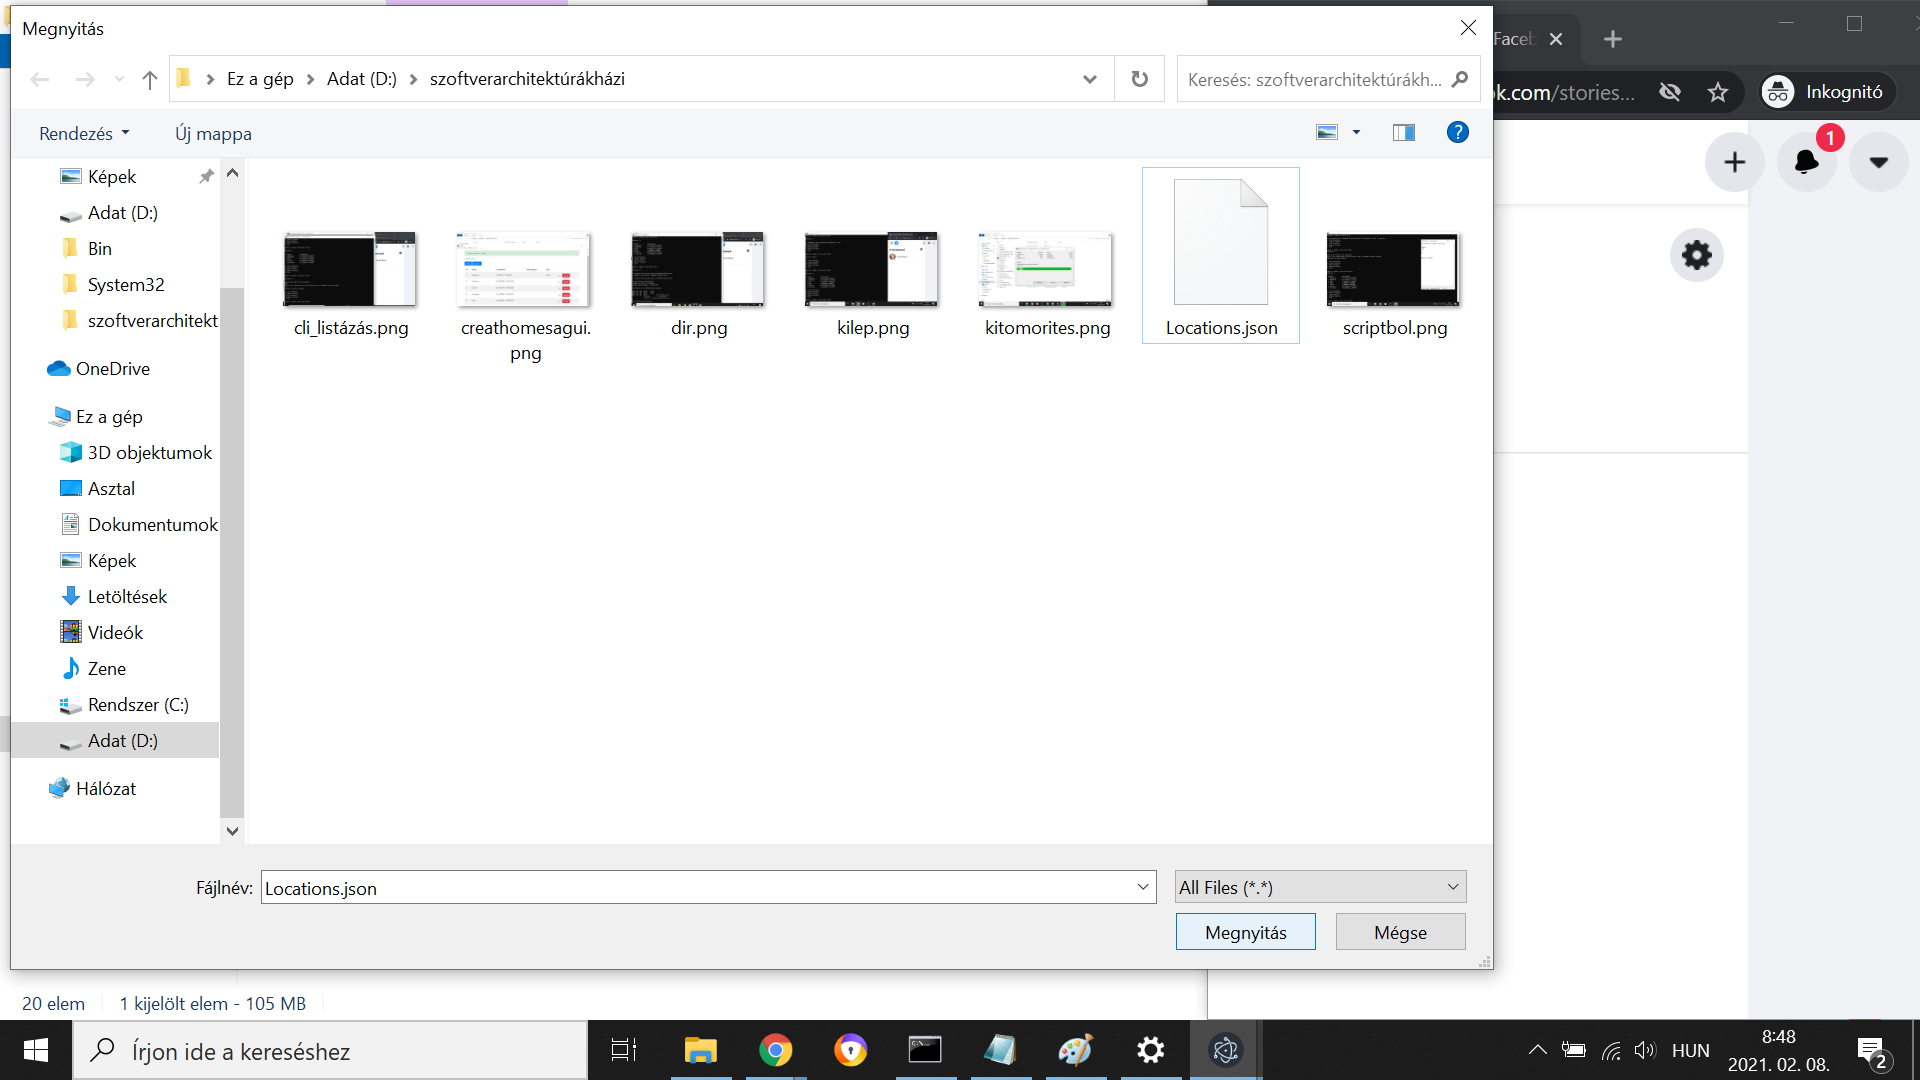 Megnyitás
Ez a gép
Adat (D:)
szoftverarchitektúrákházi
Keresés: szoftverarchitektúrákh...
Rendezés
Új mappa
Képek
Adat (D:)
Bin
System32
szoftverarchitekt
OneDrive
Ez a gép
3D objektumok
Asztal
Dokumentumok
Képek
Letöltések
Videók
Zene
Rendszer (C:)
Adat (D:)
Hálózat
cli_listázás.png
creathomesagui.
png
dir.png
kilep.png
kitomorites.png
Locations.json
scriptbol.png
Fájlnév:
Locations.json
All Files (*.*)
Megnyitás
Mégse
20 elem
1 kijelölt elem - 105 MB
Faceb
k.com/stories...
Inkognitó
1
Írjon ide a kereséshez
C:\
HUN
8:48
2021. 02. 08.
2